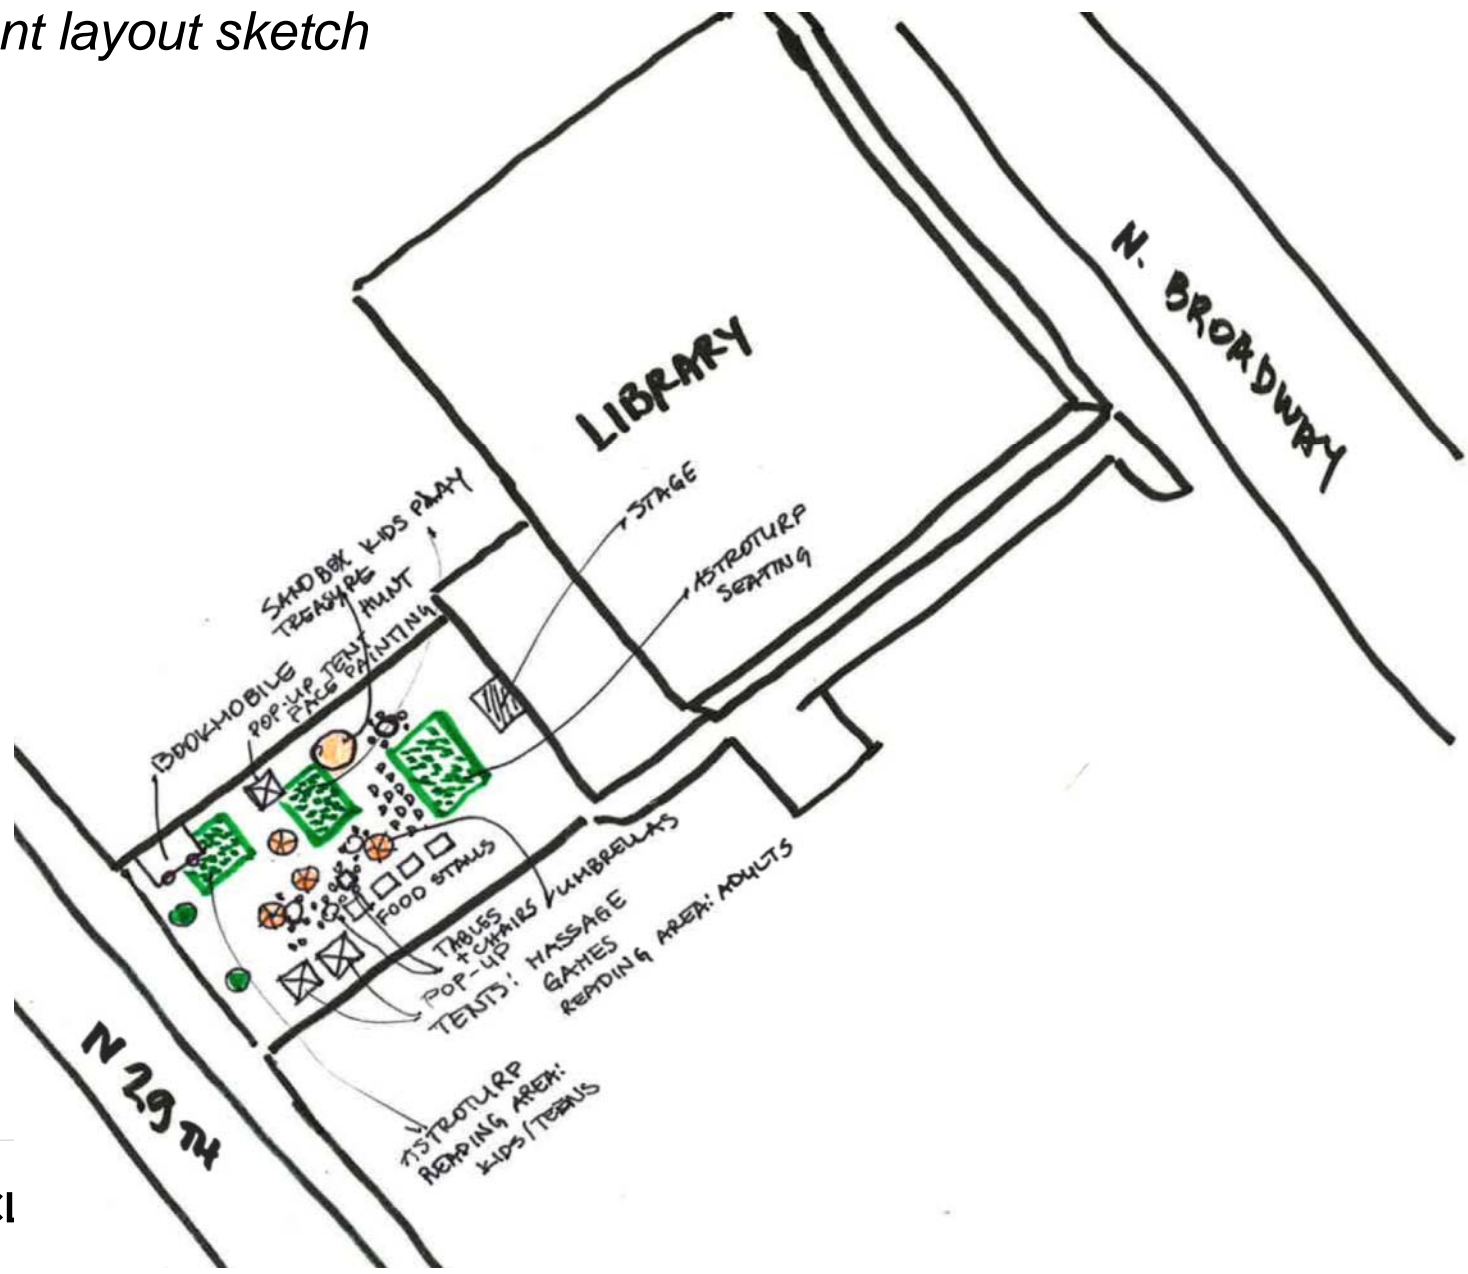 nt layout sketch
N. BROADWAY
LIBRARY
STAGE
ASTROTURF
SEATING
SANDBOX KIDS PLAY
TREASURE
HUNT
POP-UP TENT
FACE PAINTING
BOOKMOBILE
FOOD STALLS
TABLES
+ CHAIRS / UMBRELLAS
POP-UP
TENTS: MASSAGE
GAMES
READING AREA: ADULTS
ASTROTURF
READING AREA:
KIDS/TEENS
N 29TH